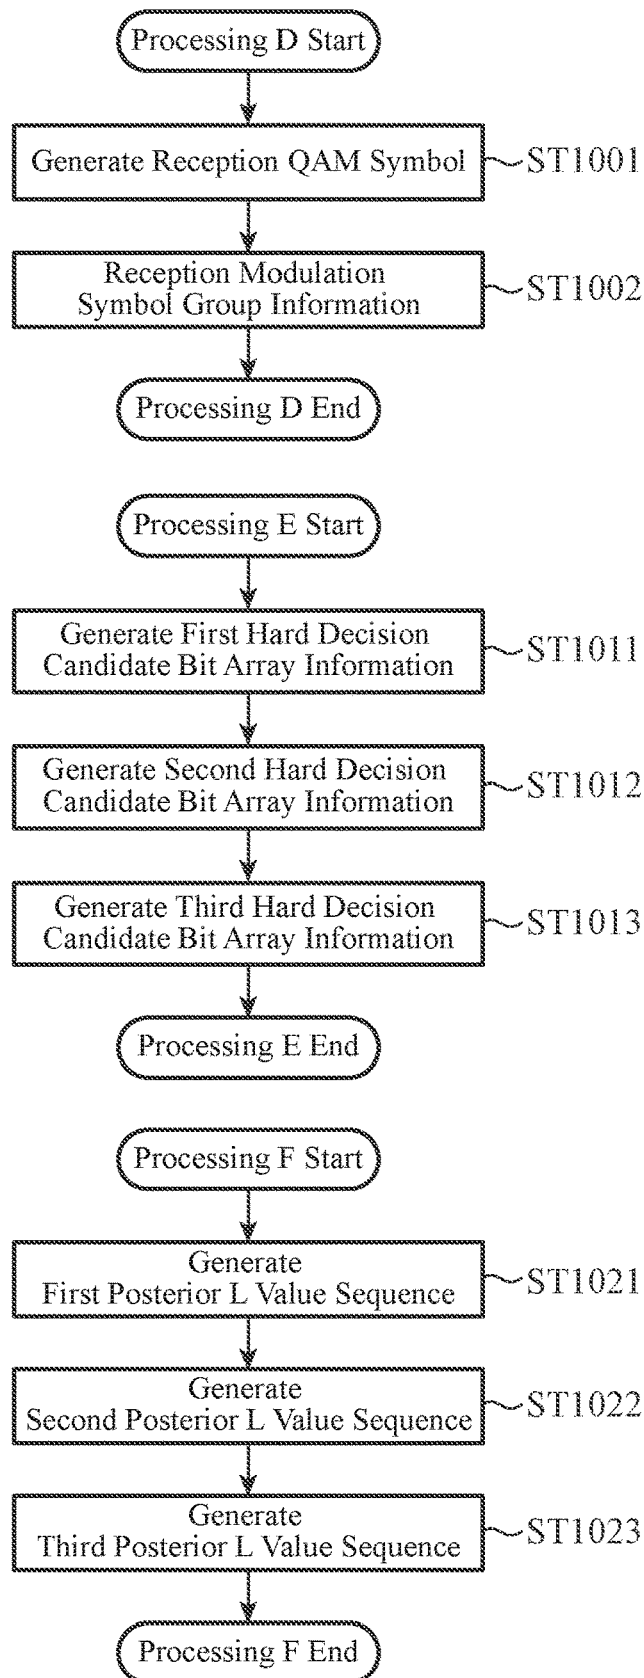 Processing D Start
Generate Reception QAM Symbol
ST1001
Reception Modulation
Symbol Group Information
ST1002
Processing D End
Processing E Start
Generate First Hard Decision
Candidate Bit Array Information
ST1011
Generate Second Hard Decision
Candidate Bit Array Information
ST1012
Generate Third Hard Decision
Candidate Bit Array Information
ST1013
Processing E End
Processing F Start
Generate
First Posterior L Value Sequence
ST1021
Generate
Second Posterior L Value Sequence
ST1022
Generate
Third Posterior L Value Sequence
ST1023
Processing F End